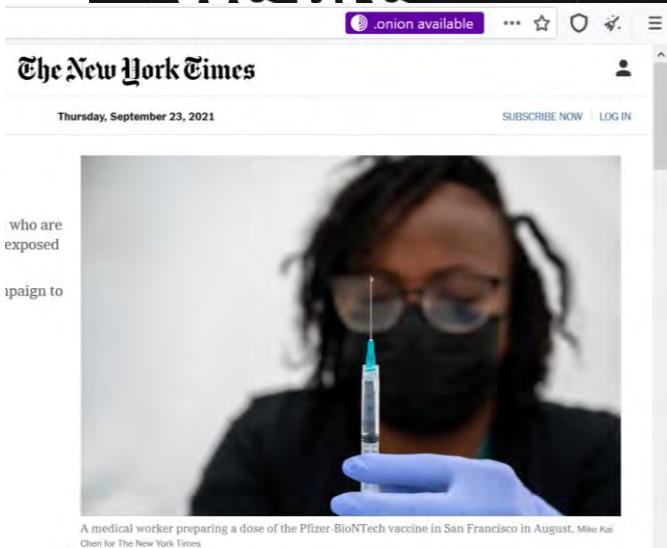 .onion available
The New York Times
Thursday, September 23, 2021
SUBSCRIBE NOW
LOG IN
who are
exposed
paign to
A medical worker preparing a dose of the Pfizer-BioNTech vaccine in San Francisco in August. Mike Kai
Chen for The New York Times